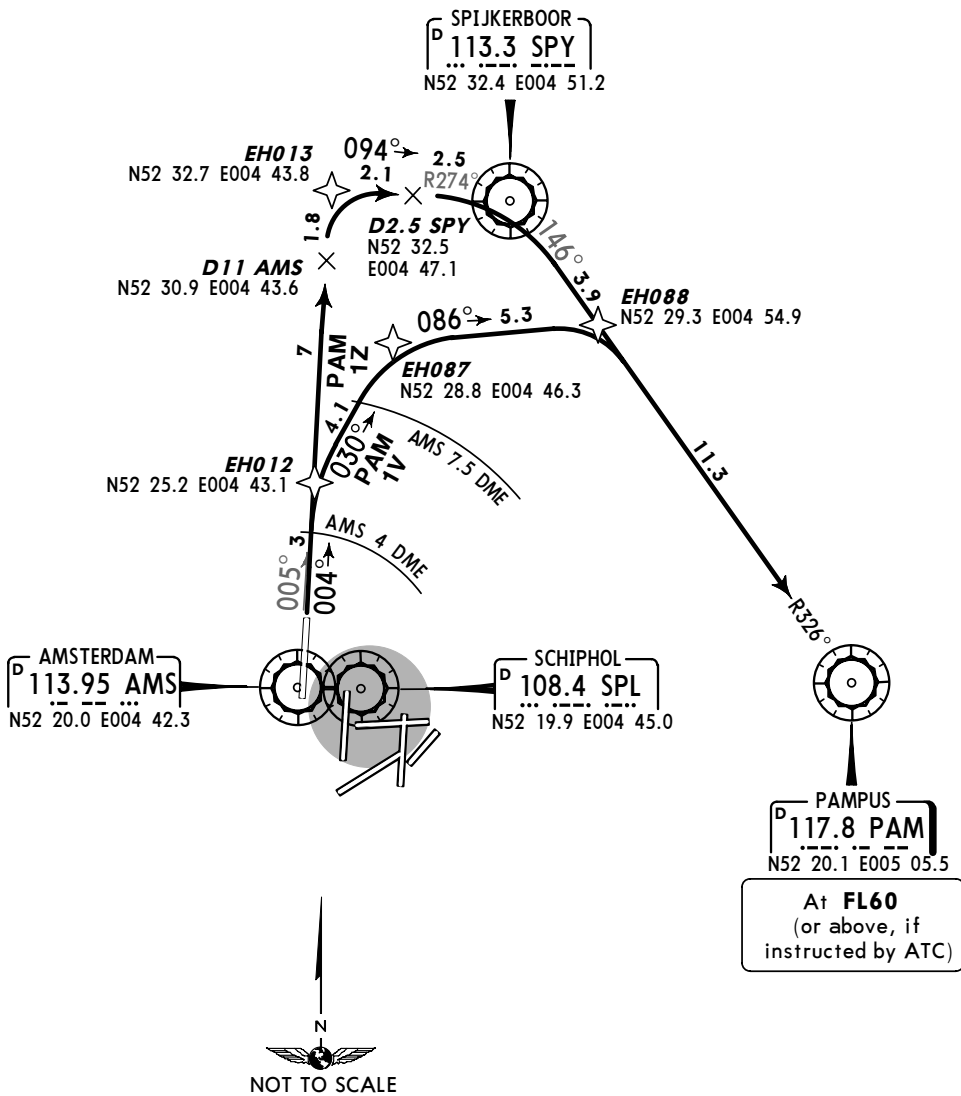 SPIJKERBOOR
D 113.3 SPY
N52 32.4 E004 51.2
EH013
N52 32.7 E004 43.8
094°
2.1
2.5
R274°
D2.5 SPY
N52 32.5
E004 47.1
1.8
D11 AMS
N52 30.9 E004 43.6
146°
3.9
EH088
N52 29.3 E004 54.9
086°
5.3
7
PAM
1Z
EH087
N52 28.8 E004 46.3
4.1
030°
PAM
1V
AMS 7.5 DME
11.3
EH012
N52 25.2 E004 43.1
3
AMS 4 DME
005°
004°
R326°
AMSTERDAM
D 113.95 AMS
N52 20.0 E004 42.3
SCHIPHOL
D 108.4 SPL
N52 19.9 E004 45.0
PAMPUS
D 117.8 PAM
N52 20.1 E005 05.5
At FL60
(or above, if
instructed by ATC)
N
NOT TO SCALE